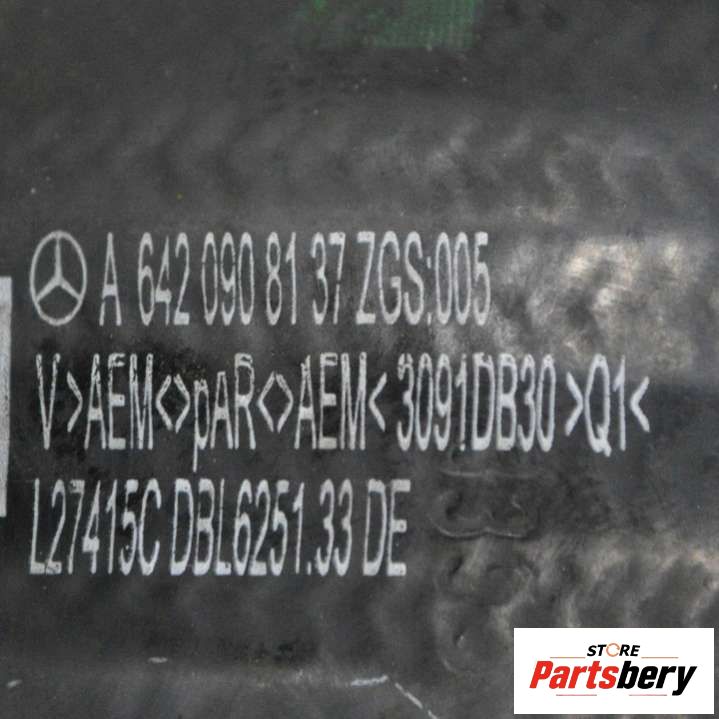 A 642 090 81 37 ZGS:005
V>AEM<>pAR<>AEM< 3091DB30 >Q1<
L27415C DBL6251.33 DE
STORE
Partsbery